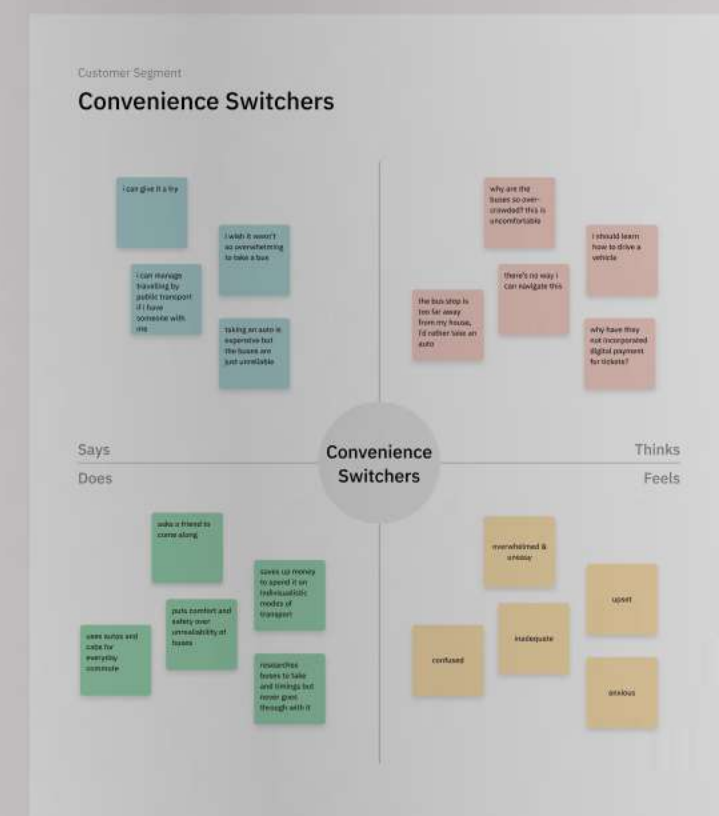 Customer Segment
Convenience Switchers
i can give it a try
i wish it wasn't
so overwhelming
to take a bus
i can manage
travelling by
public transport
if i have
someone with
me
taking an auto is
expensive but
the buses are
just unreliable
why are the
buses so over-
crowded? this is
uncomfortable
i should learn
how to drive a
vehicle
there's no way i
can navigate this
the bus stop is
too far away
from my house,
i'd rather take an
auto
why have they
not incorporated
digital payment
for tickets?
Says
Thinks
Convenience
Switchers
Does
Feels
asks a friend to
come along
saves up money
to spend it on
individualistic
modes of
transport
puts comfort and
safety over
unreliability of
buses
uses autos and
cabs for
everyday
commute
researches
buses to take
and timings but
never goes
through with it
overwhelmed &
uneasy
upset
inadequate
confused
anxious